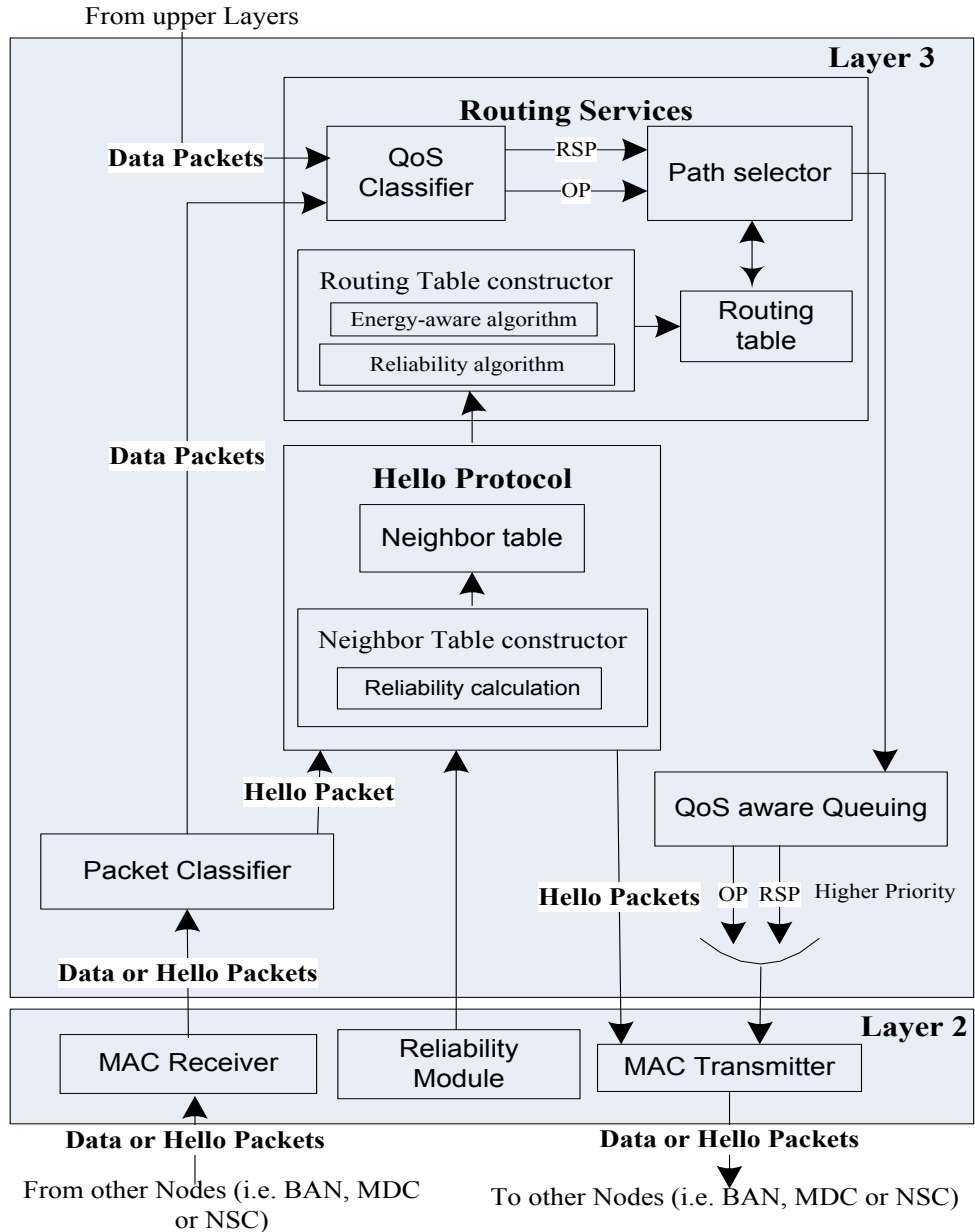 From upper Layers
Layer 3
Routing Services
Data Packets
QoS
Classifier
RSP
OP
Path selector
Routing Table constructor
Energy-aware algorithm
Reliability algorithm
Routing
table
Data Packets
Hello Protocol
Neighbor table
Neighbor Table constructor
Reliability calculation
Hello Packet
QoS aware Queuing
Packet Classifier
Hello Packets
OP
RSP
Higher Priority
Data or Hello Packets
Layer 2
MAC Receiver
Reliability
Module
MAC Transmitter
Data or Hello Packets
Data or Hello Packets
From other Nodes (i.e. BAN, MDC
or NSC)
To other Nodes (i.e. BAN, MDC or NSC)